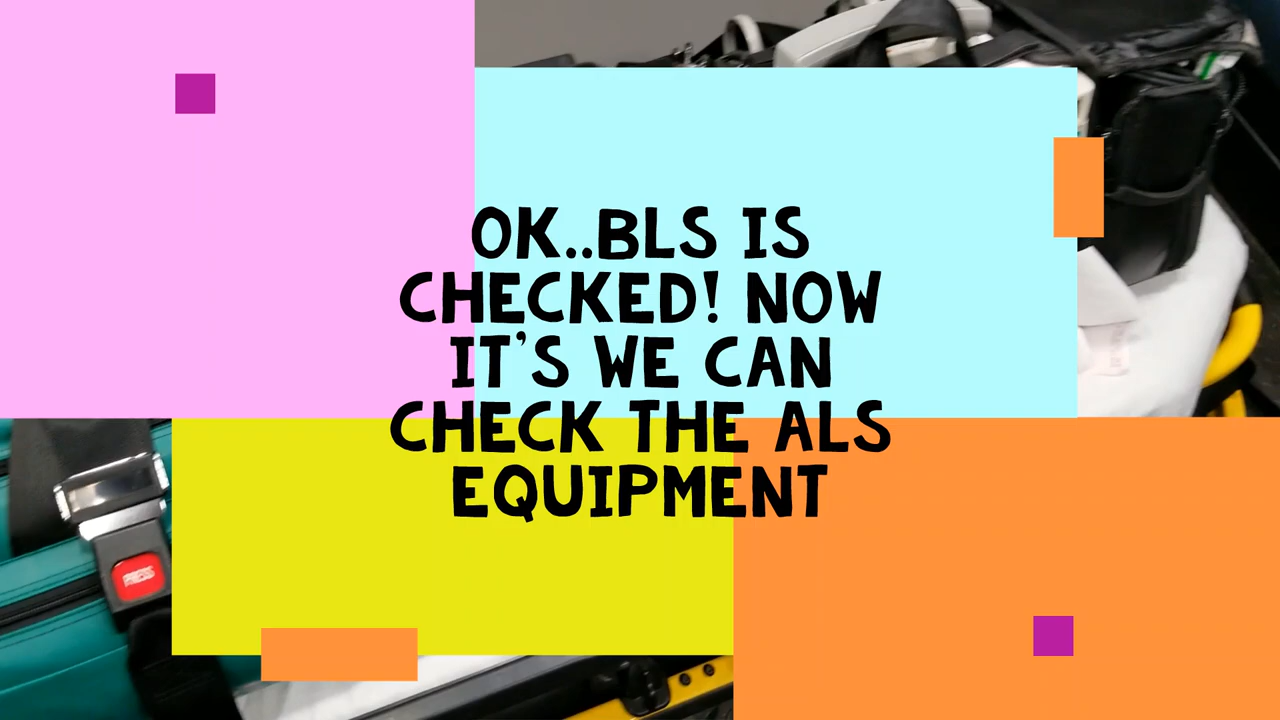 OK..BLS IS
CHECKED! NOW
IT'S WE CAN
CHECK THE ALS
EQUIPMENT
PRESS